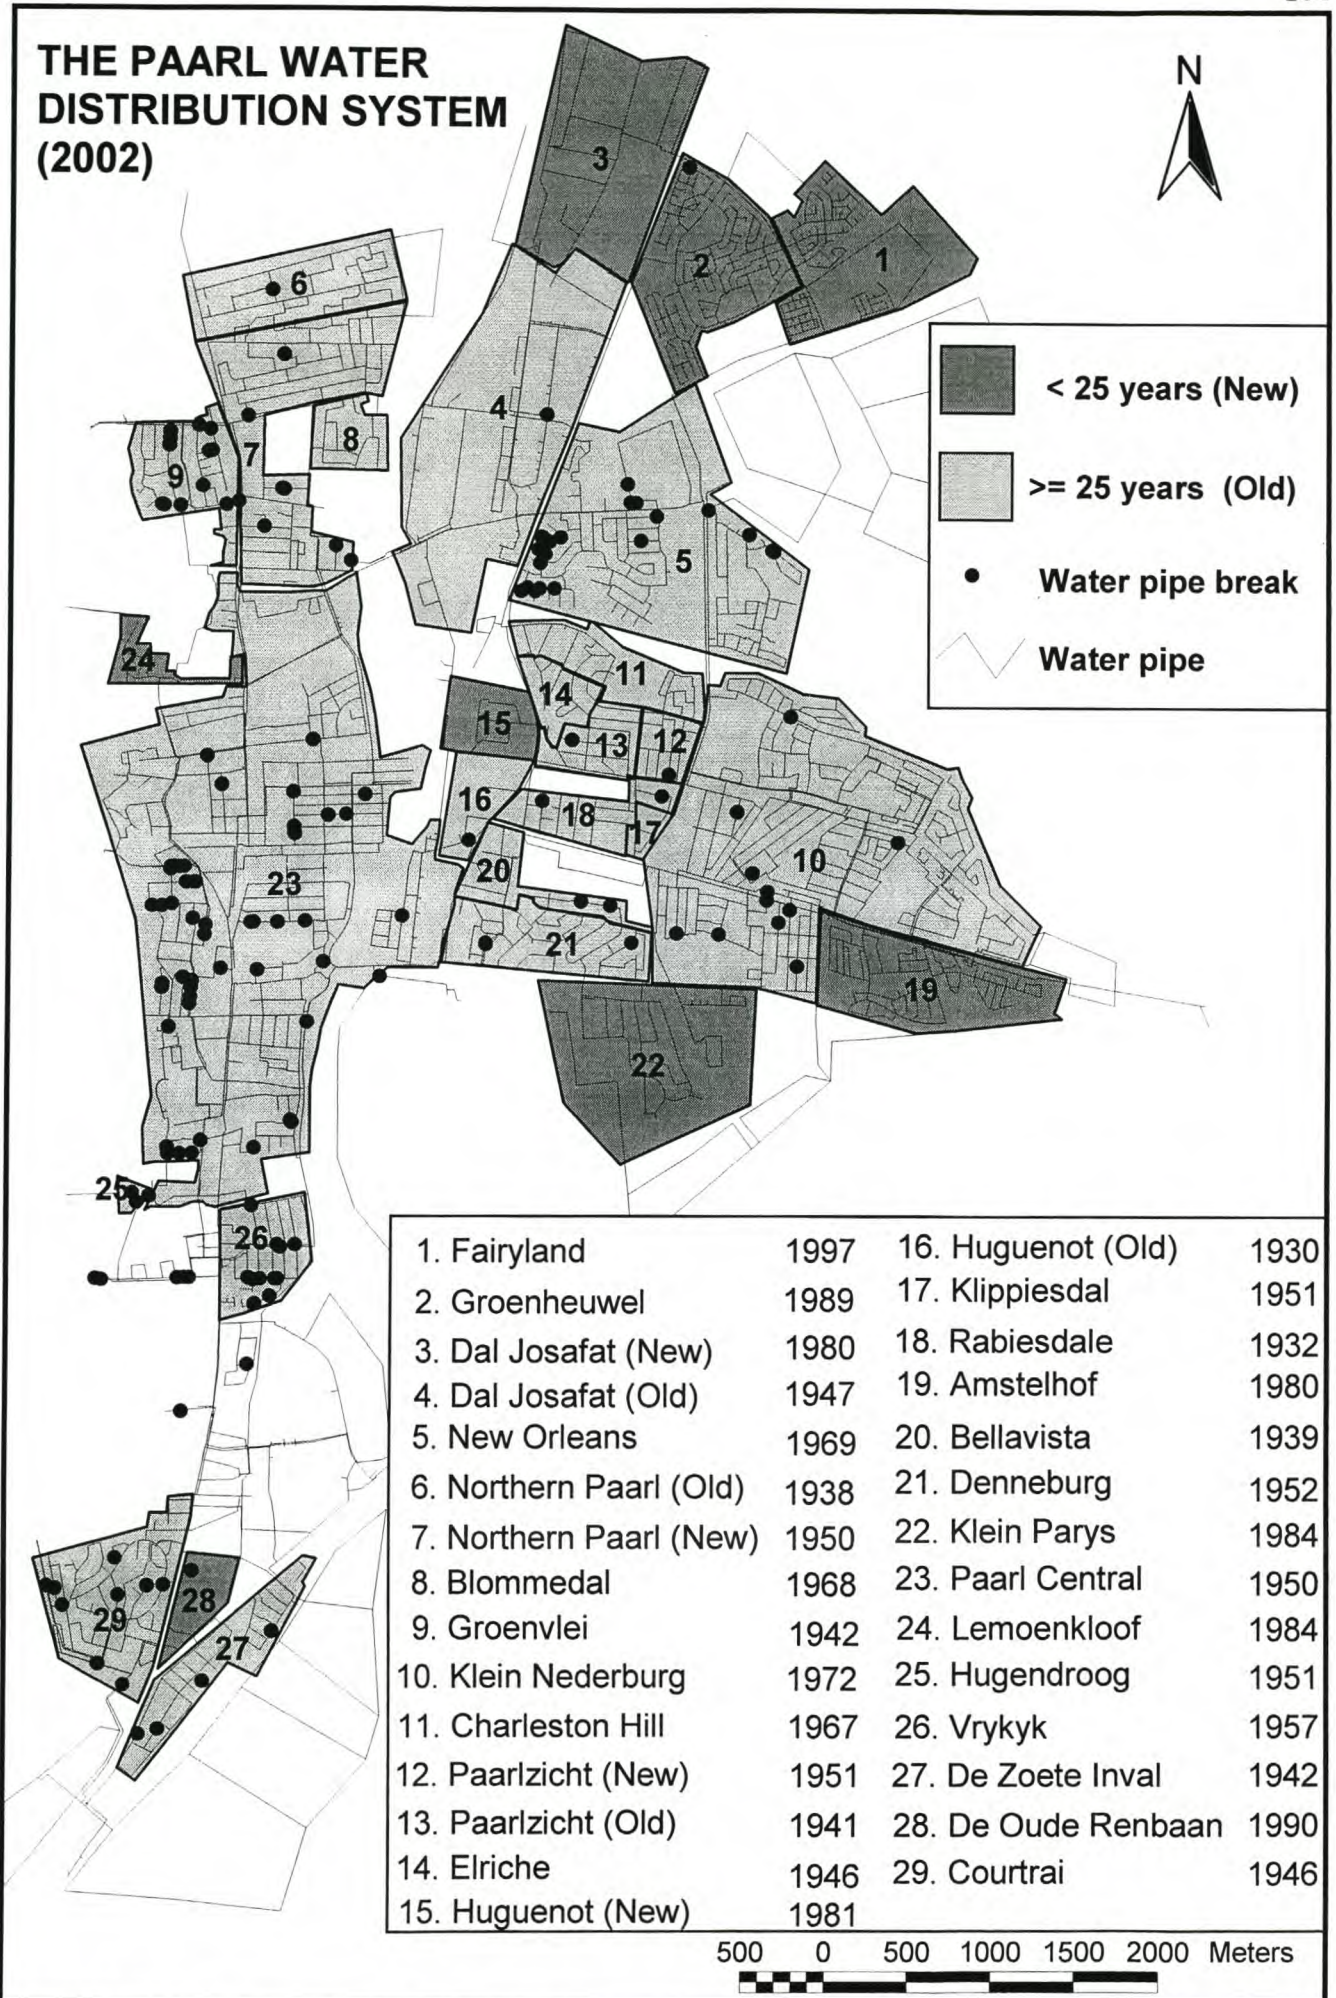 THE PAARL WATER
DISTRIBUTION SYSTEM
(2002)
N
3
2
1
6
4
7
8
9
5
< 25 years (New)
>= 25 years (Old)
Water pipe break
Water pipe
24
11
14
15
13
12
16
18
17
10
20
23
21
19
22
25
26
29
28
27
1. Fairyland 1997
2. Groenheuwel 1989
3. Dal Josafat (New) 1980
4. Dal Josafat (Old) 1947
5. New Orleans 1969
6. Northern Paarl (Old) 1938
7. Northern Paarl (New) 1950
8. Blommedal 1968
9. Groenvlei 1942
10. Klein Nederburg 1972
11. Charleston Hill 1967
12. Paarlzicht (New) 1951
13. Paarlzicht (Old) 1941
14. Elriche 1946
15. Huguenot (New) 1981
16. Huguenot (Old) 1930
17. Klippiesdal 1951
18. Rabiesdale 1932
19. Amstelhof 1980
20. Bellavista 1939
21. Denneburg 1952
22. Klein Parys 1984
23. Paarl Central 1950
24. Lemoenkloof 1984
25. Hugendroog 1951
26. Vrykyk 1957
27. De Zoete Inval 1942
28. De Oude Renbaan 1990
29. Courtrai 1946
500 0 500 1000 1500 2000 Meters